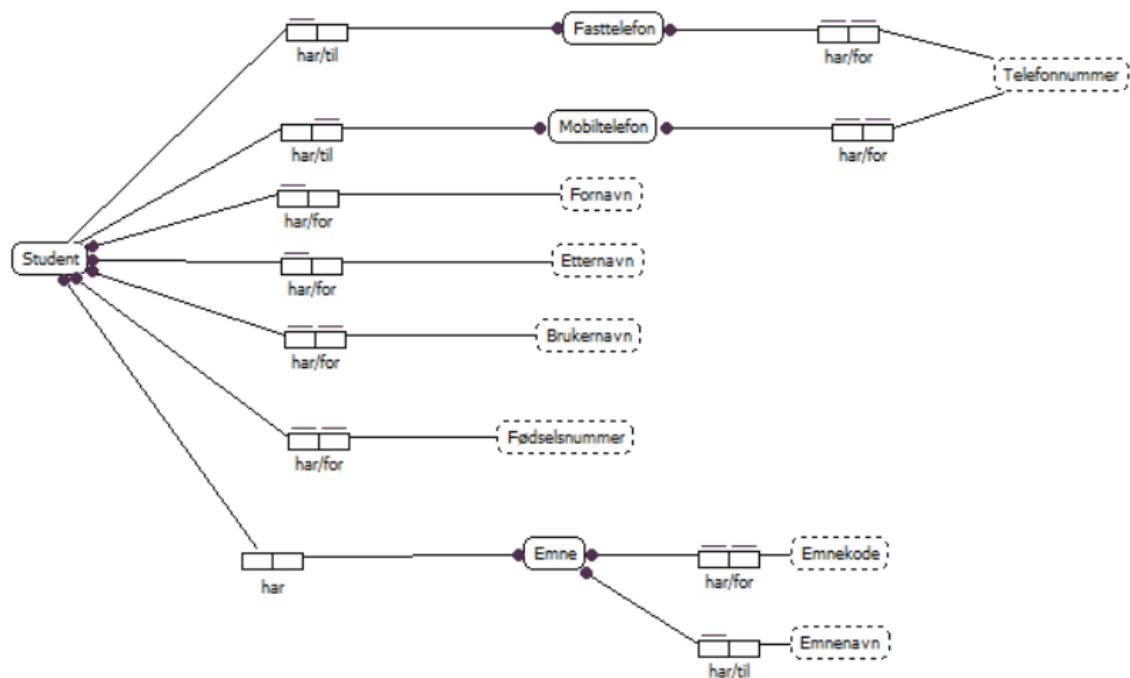 Fasttelefon
har/til
har/for
Telefonnummer
Mobiltelefon
har/til
har/for
Fornavn
har/for
Student
Etternavn
har/for
Brukernavn
har/for
Fødselsnummer
har/for
Emne
Emnekode
har
har/for
Emnenavn
har/til